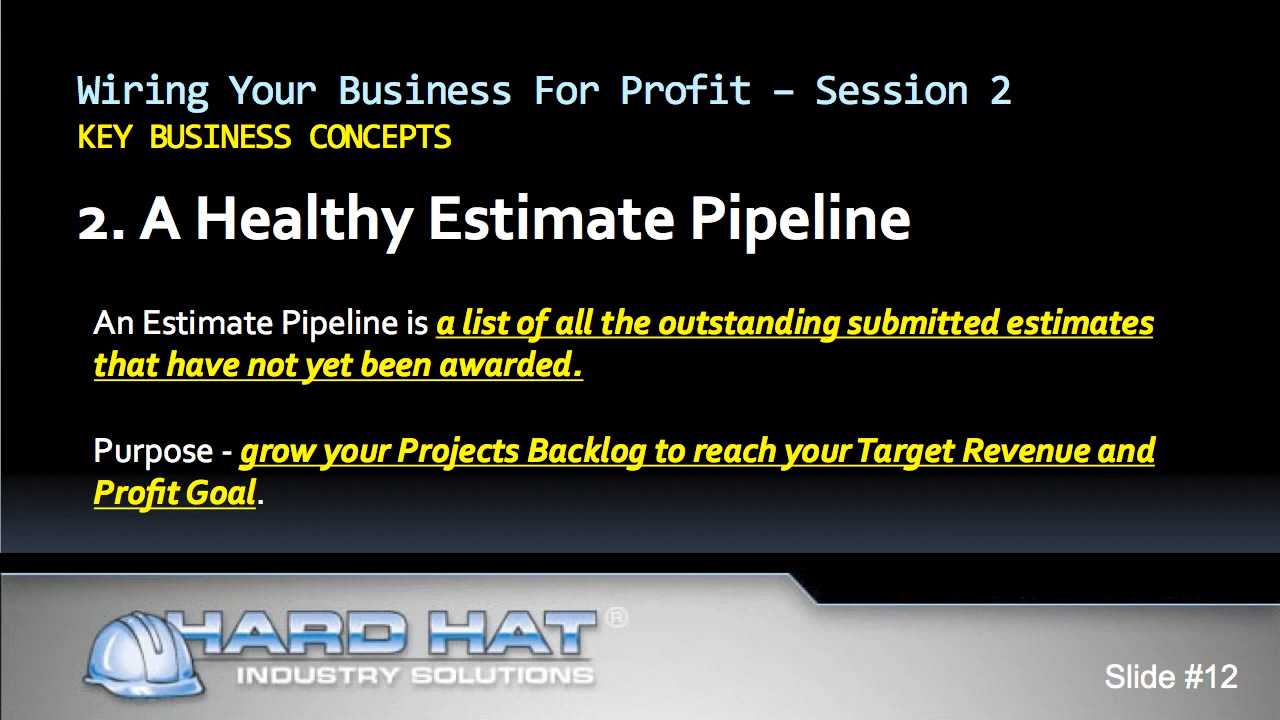 Wiring Your Business For Profit – Session 2
KEY BUSINESS CONCEPTS
2. A Healthy Estimate Pipeline
An Estimate Pipeline is a list of all the outstanding submitted estimates
that have not yet been awarded.
Purpose - grow your Projects Backlog to reach your Target Revenue and
Profit Goal.
HARD HAT®
INDUSTRY SOLUTIONS
Slide #12